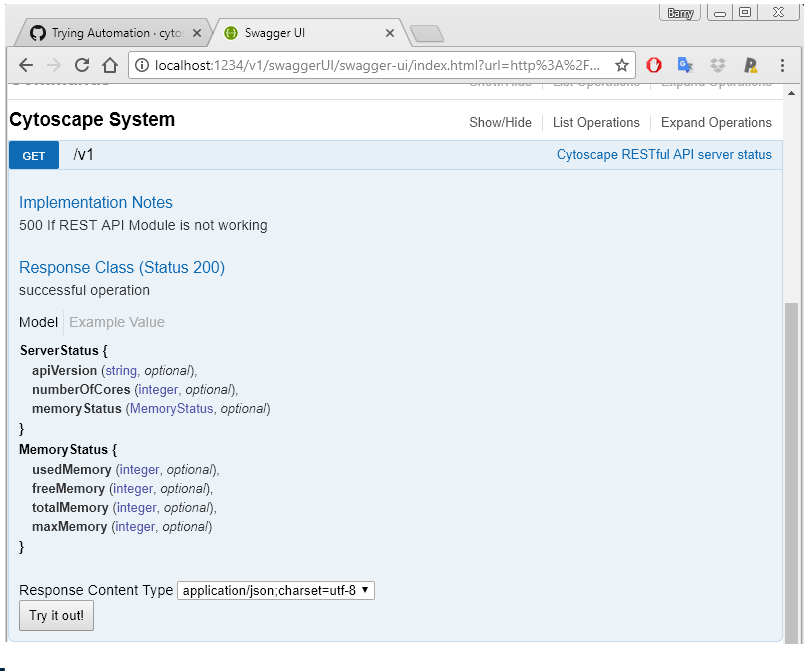 Barry
Trying Automation · cyto
Swagger UI
localhost:1234/v1/swaggerUI/swagger-ui/index.html?url=http%3A%2F...
Show/Hide List Operations Expand Operations
Cytoscape System Show/Hide List Operations Expand Operations
GET /v1 Cytoscape RESTful API server status
Implementation Notes
500 If REST API Module is not working
Response Class (Status 200)
successful operation
Model Example Value
ServerStatus {
apiVersion (string, optional),
numberOfCores (integer, optional),
memoryStatus (MemoryStatus, optional)
}
MemoryStatus {
usedMemory (integer, optional),
freeMemory (integer, optional),
totalMemory (integer, optional),
maxMemory (integer, optional)
}
Response Content Type application/json;charset=utf-8
Try it out!